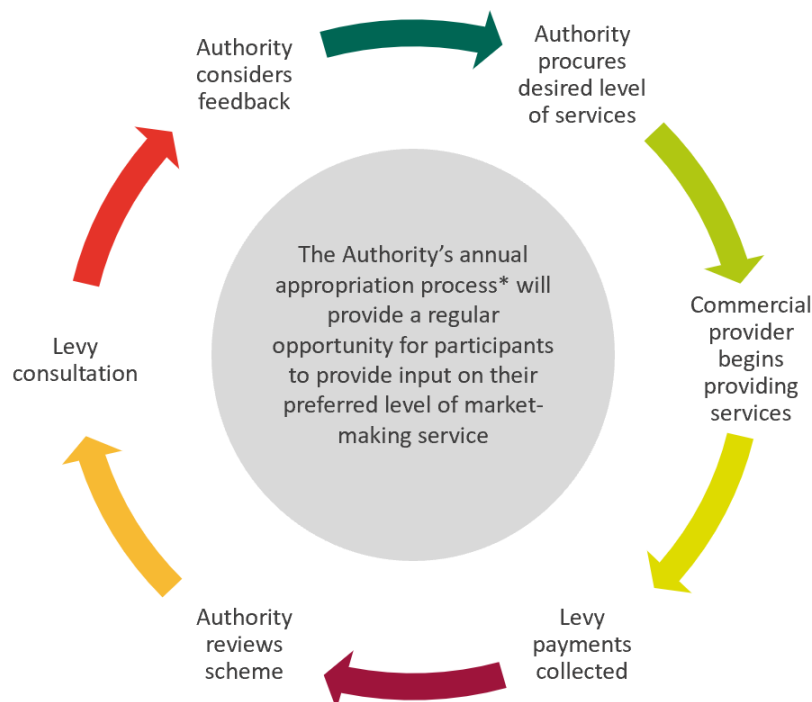 Authority
considers
feedback
Authority
procures
desired level
of services
Commercial
provider
begins
providing
services
Levy
payments
collected
Authority
reviews
scheme
Levy
consultation
The Authority’s annual
appropriation process* will
provide a regular
opportunity for participants
to provide input on their
preferred level of market-
making service